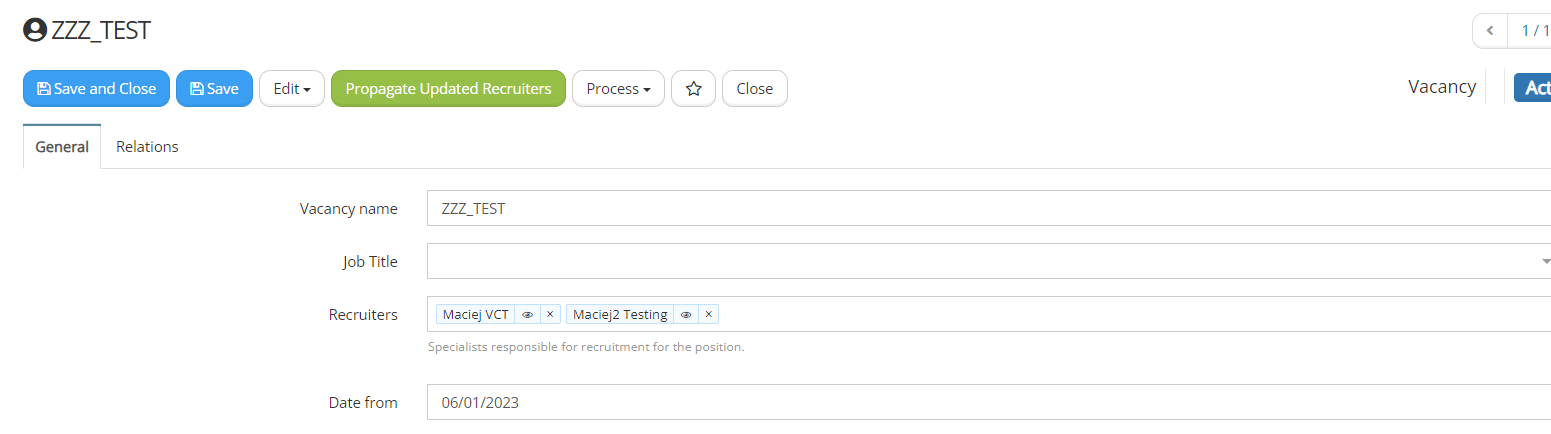 ZZZ_TEST
1 / 1
Save and Close Save Edit Propagate Updated Recruiters Process Close Vacancy Act
General Relations
Vacancy name ZZZ_TEST
Job Title
Recruiters Maciej VCT × Maciej2 Testing ×
Specialists responsible for recruitment for the position.
Date from 06/01/2023